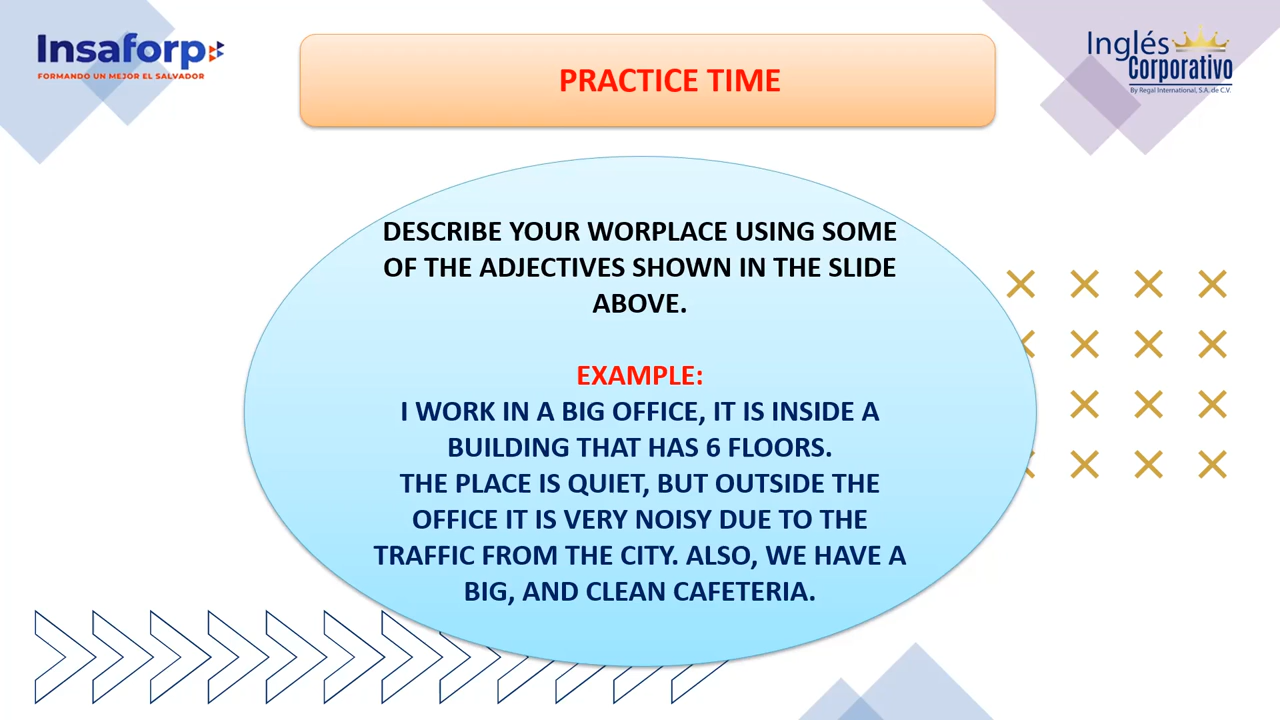 Insaforp
FORMANDO UN MEJOR EL SALVADOR
PRACTICE TIME
Inglés
Corporativo
By Regal International, S.A. de C.V.
DESCRIBE YOUR WORPLACE USING SOME
OF THE ADJECTIVES SHOWN IN THE SLIDE
ABOVE.
EXAMPLE:
I WORK IN A BIG OFFICE, IT IS INSIDE A
BUILDING THAT HAS 6 FLOORS.
THE PLACE IS QUIET, BUT OUTSIDE THE
OFFICE IT IS VERY NOISY DUE TO THE
TRAFFIC FROM THE CITY. ALSO, WE HAVE A
BIG, AND CLEAN CAFETERIA.